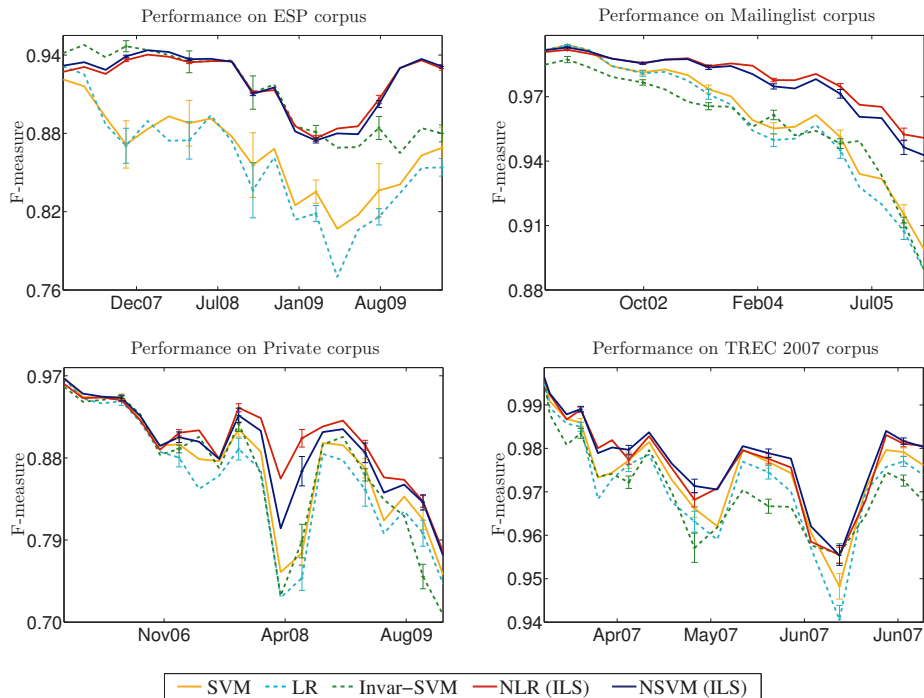 Performance on ESP corpus
F-measure
0.94
0.88
0.82
0.76
Dec07 Jul08 Jan09 Aug09
Performance on Mailinglist corpus
F-measure
0.97
0.94
0.91
0.88
Oct02 Feb04 Jul05
Performance on Private corpus
F-measure
0.97
0.88
0.79
0.70
Nov06 Apr08 Aug09
Performance on TREC 2007 corpus
F-measure
0.99
0.98
0.97
0.96
0.95
0.94
Apr07 May07 Jun07 Jun07
SVM LR Invar-SVM NLR (ILS) NSVM (ILS)